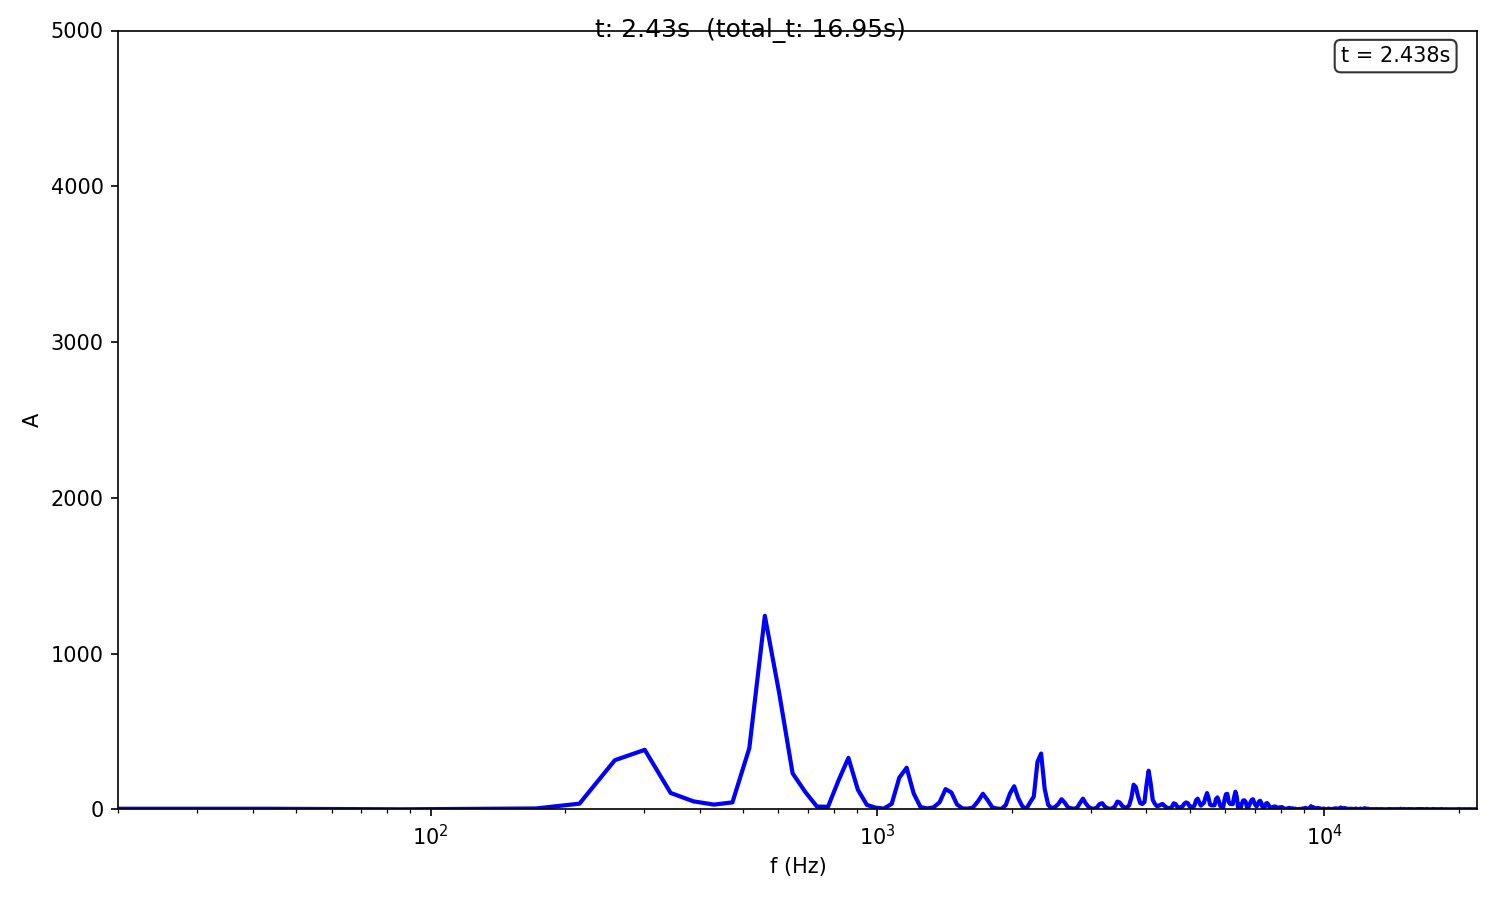 t: 2.43s (total_t: 16.95s)
t = 2.438s
5000
4000
3000
2000
1000
0
A
10²
10³
10⁴
f (Hz)